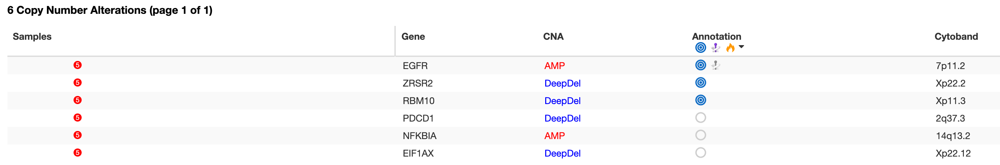 6 Copy Number Alterations (page 1 of 1)
Samples Gene CNA Annotation Cytoband
5 EGFR AMP 7p11.2
5 ZRSR2 DeepDel Xp22.2
5 RBM10 DeepDel Xp11.3
5 PDCD1 DeepDel 2q37.3
5 NFKBIA AMP 14q13.2
5 EIF1AX DeepDel Xp22.12